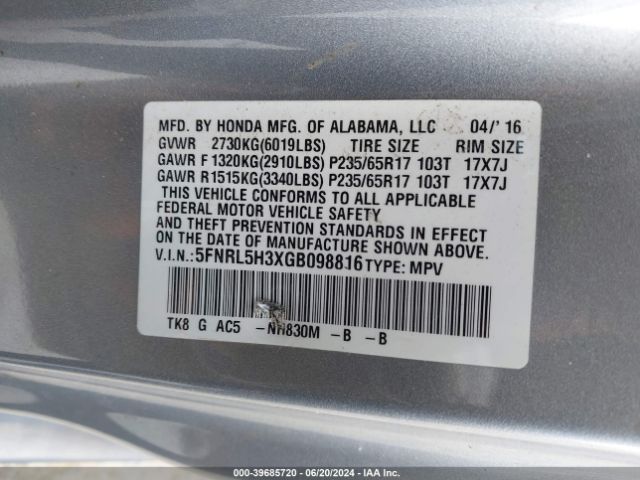 MFD. BY HONDA MFG. OF ALABAMA, LLC 04/' 16
GVWR 2730KG(6019LBS) TIRE SIZE RIM SIZE
GAWR F 1320KG(2910LBS) P235/65R17 103T 17X7J
GAWR R1515KG(3340LBS) P235/65R17 103T 17X7J
THIS VEHICLE CONFORMS TO ALL APPLICABLE
FEDERAL MOTOR VEHICLE SAFETY
AND THEFT PREVENTION STANDARDS IN EFFECT
ON THE DATE OF MANUFACTURE SHOWN ABOVE.
V.I.N.: 5FNRL5H3XGB098816 TYPE: MPV
TK8 G AC5 -NH830M -B -B
000-39685720 - 06/20/2024 - IAA Inc.